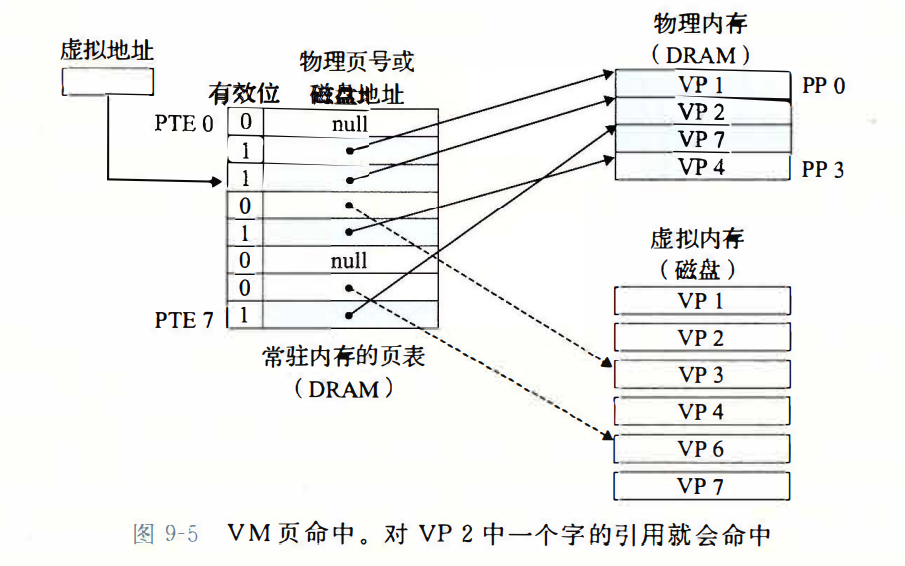 虚拟地址
物理页号或
有效位 磁盘地址
PTE 0 0 null
1
1
0
1
0 null
0
PTE 7 1
常驻内存的页表
（DRAM）
物理内存
（DRAM）
VP 1 PP 0
VP 2
VP 7
VP 4 PP 3
虚拟内存
（磁盘）
VP 1
VP 2
VP 3
VP 4
VP 6
VP 7
图 9-5 VM 页命中。对 VP 2 中一个字的引用就会命中